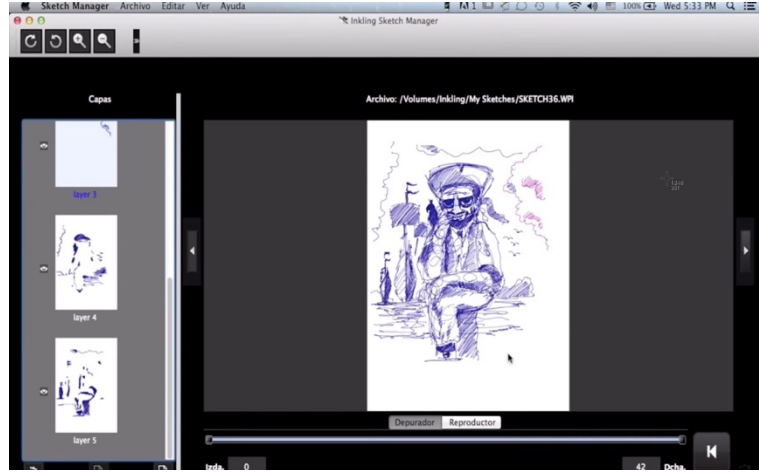 Sketch Manager Archivo Editar Ver Ayuda
100% Wed 5:33 PM
Inkling Sketch Manager
Capas
Archivo: /Volumes/Inkling/My Sketches/SKETCH36.WPI
layer 3
layer 4
layer 5
Depurador Reproductor
Izda. 0 42 Dcha.